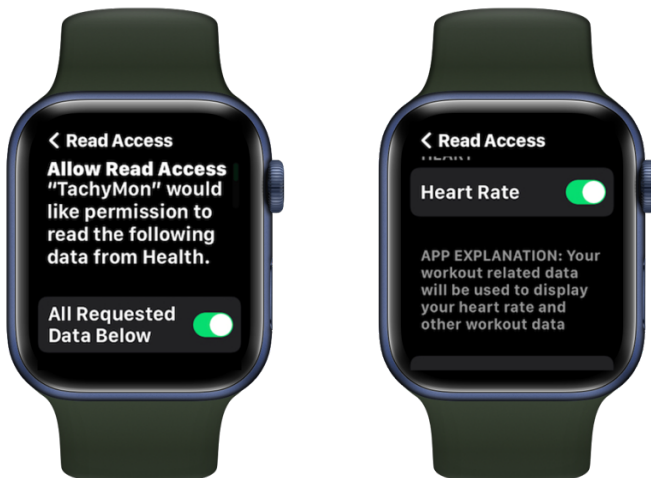 Read Access
Allow Read Access
“TachyMon” would
like permission to
read the following
data from Health.
All Requested
Data Below
Read Access
HEART
Heart Rate
APP EXPLANATION: Your
workout related data
will be used to display
your heart rate and
other workout data